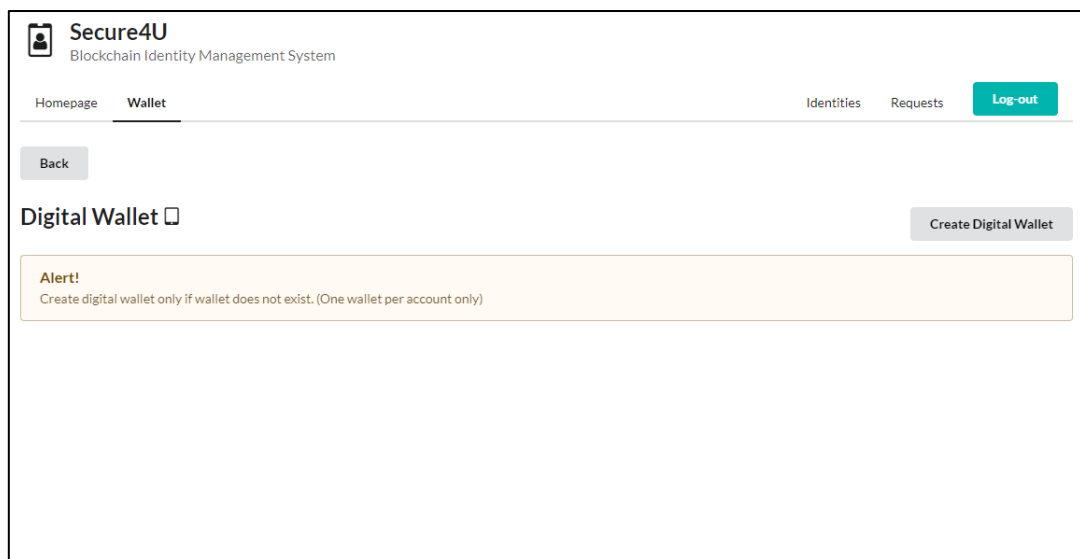 Secure4U
Blockchain Identity Management System
Homepage Wallet Identities Requests Log-out
Back
Digital Wallet
Create Digital Wallet
Alert!
Create digital wallet only if wallet does not exist. (One wallet per account only)